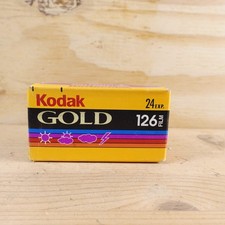 Kodak
24 EXP.
GOLD
126 FILM